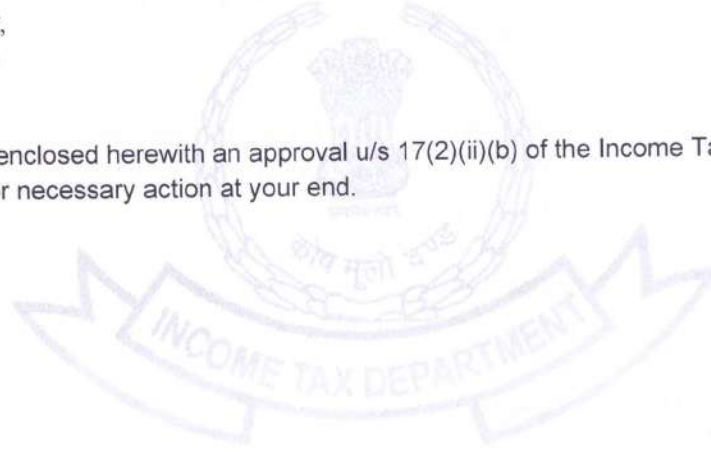 ,
enclosed herewith an approval u/s 17(2)(ii)(b) of the Income Ta
r necessary action at your end.
कोष मूलो दण्ड
INCOME TAX DEPARTMENT